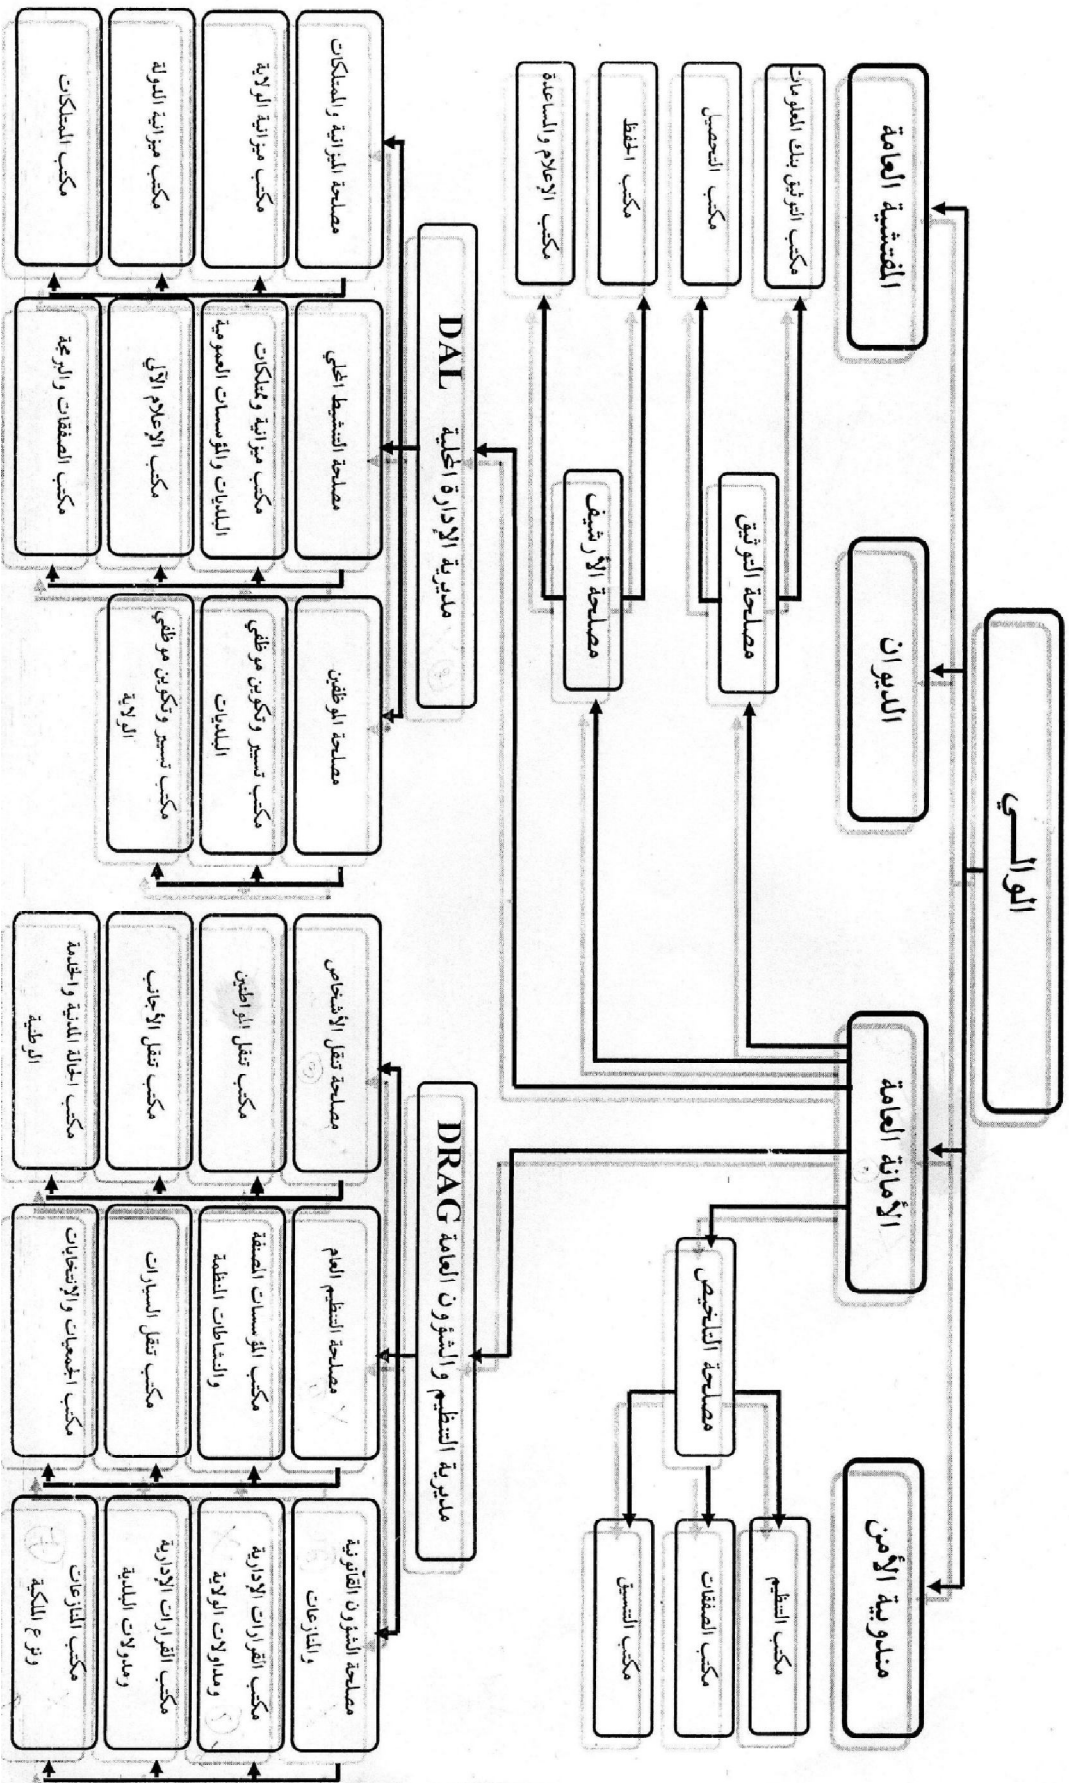 الوالـــي
المفتشية العامة
الديوان
الأمانة العامة
مندوبية الأمن
مكتب التوثيق بنك المعلومات
مكتب التحصيل
مصلحة التوثيق
مكتب الحفظ
مكتب الإعلام والمساعدة
مصلحة الأرشيف
مصلحة التلخيص
مكتب التنظيم
مكتب الصفقات
مكتب التنسيق
DAL مديرية الإدارة المحلية
مديرية التنظيم والشؤون العامة DRAG
مصلحة الميزانية والممتلكات
مكتب ميزانية الولاية
مكتب ميزانية الدولة
مكتب الممتلكات
مصلحة التنشيط المحلي
مكتب ميزانية وممتلكات
البلديات والمؤسسات العمومية
مكتب الإعلام الآلي
مكتب الصفقات والبرمجة
مصلحة الموظفين
مكتب تسيير وتكوين موظفي
البلديات
مكتب تسيير وتكوين موظفي
الولاية
مصلحة تنقل الأشخاص
مكتب تنقل المواطنين
مكتب تنقل الأجانب
مكتب الحالة المدنية والخدمة
الوطنية
مصلحة التنظيم العام
مكتب المؤسسات المصنفة
والنشاطات المنظمة
مكتب تنقل السيارات
مكتب الجمعيات والإنتخابات
مصلحة الشؤون القانونية
والمنازعات
مكتب القرارات الإدارية
ومداولات الولاية
مكتب القرارات الإدارية
ومدولات البلدية
مكتب المنازعات
ونزع الملكية